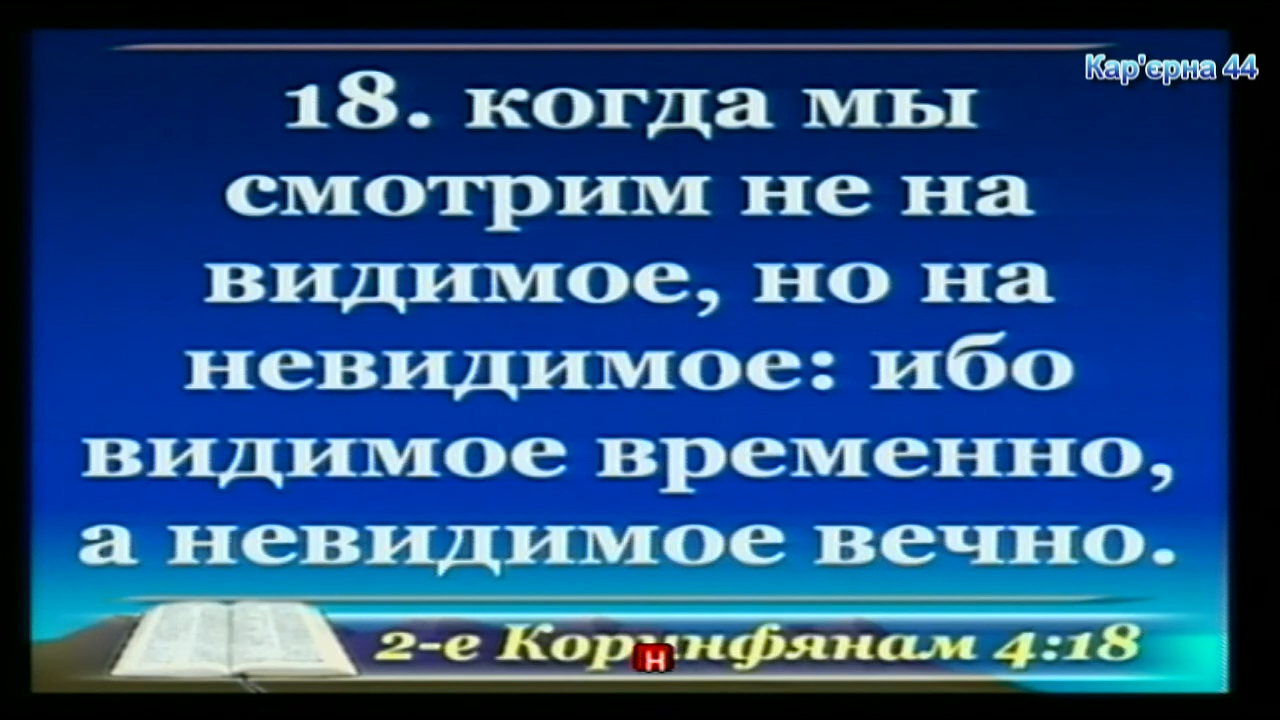 Кар'єрна 44
18. когда мы
смотрим не на
видимое, но на
невидимое: ибо
видимое временно,
а невидимое вечно.
2-е Коринфянам 4:18
н